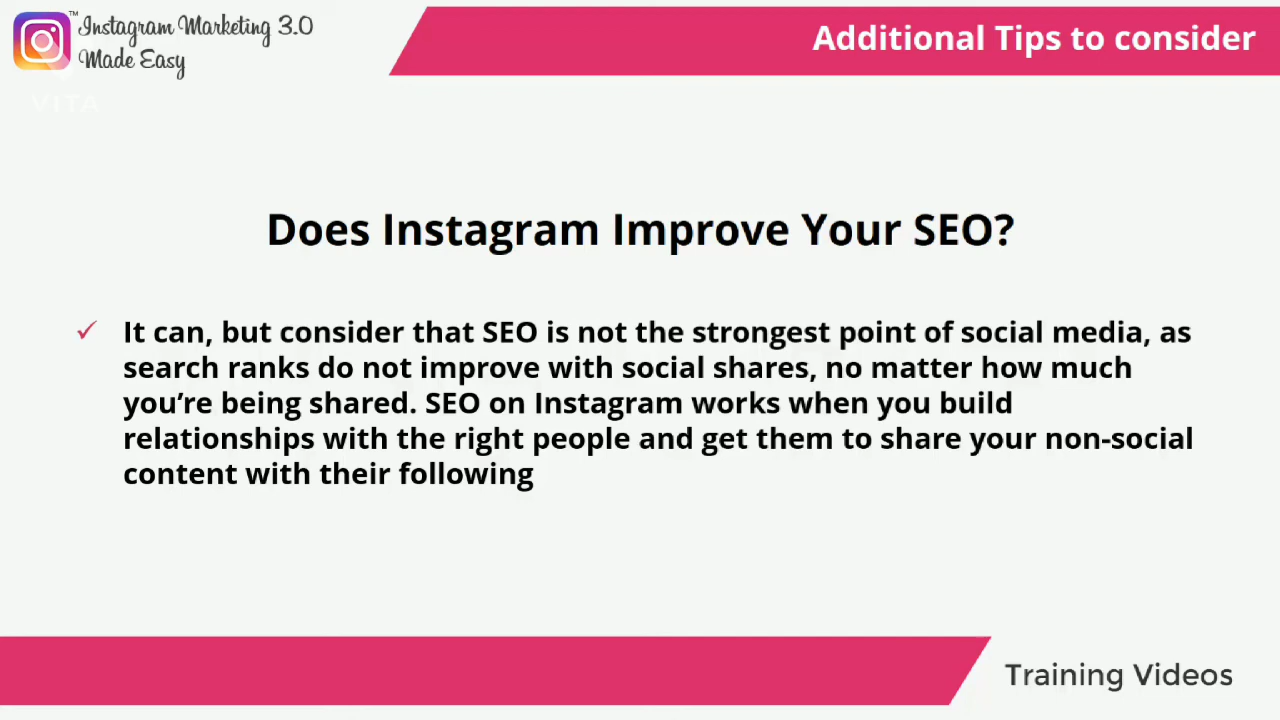 Instagram Marketing 3.0
Made Easy
™
VITA
Additional Tips to consider
Does Instagram Improve Your SEO?
✓ It can, but consider that SEO is not the strongest point of social media, as
search ranks do not improve with social shares, no matter how much
you’re being shared. SEO on Instagram works when you build
relationships with the right people and get them to share your non-social
content with their following
Training Videos